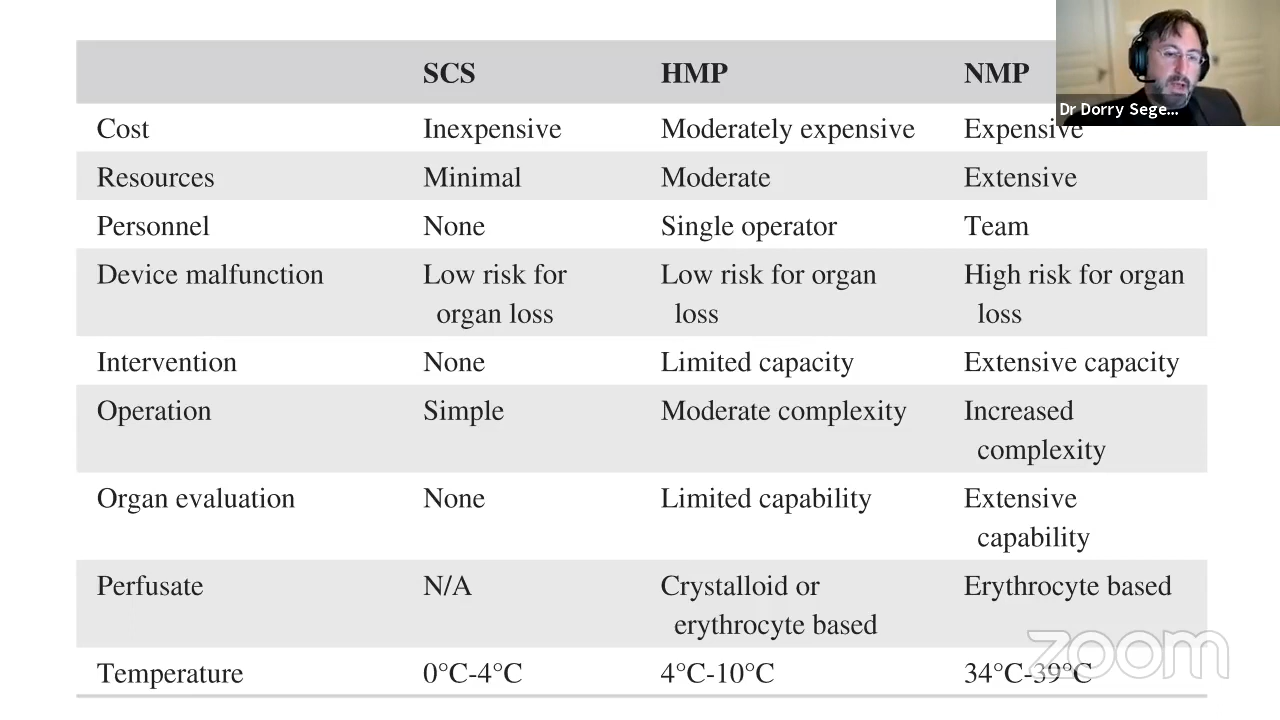 SCS HMP NMP
Dr Dorry Sege...
Cost Inexpensive Moderately expensive Expensive
Resources Minimal Moderate Extensive
Personnel None Single operator Team
Device malfunction Low risk for Low risk for organ High risk for organ
organ loss loss loss
Intervention None Limited capacity Extensive capacity
Operation Simple Moderate complexity Increased
complexity
Organ evaluation None Limited capability Extensive
capability
Perfusate N/A Crystalloid or Erythrocyte based
erythrocyte based
zoom
Temperature 0°C-4°C 4°C-10°C 34°C-39°C